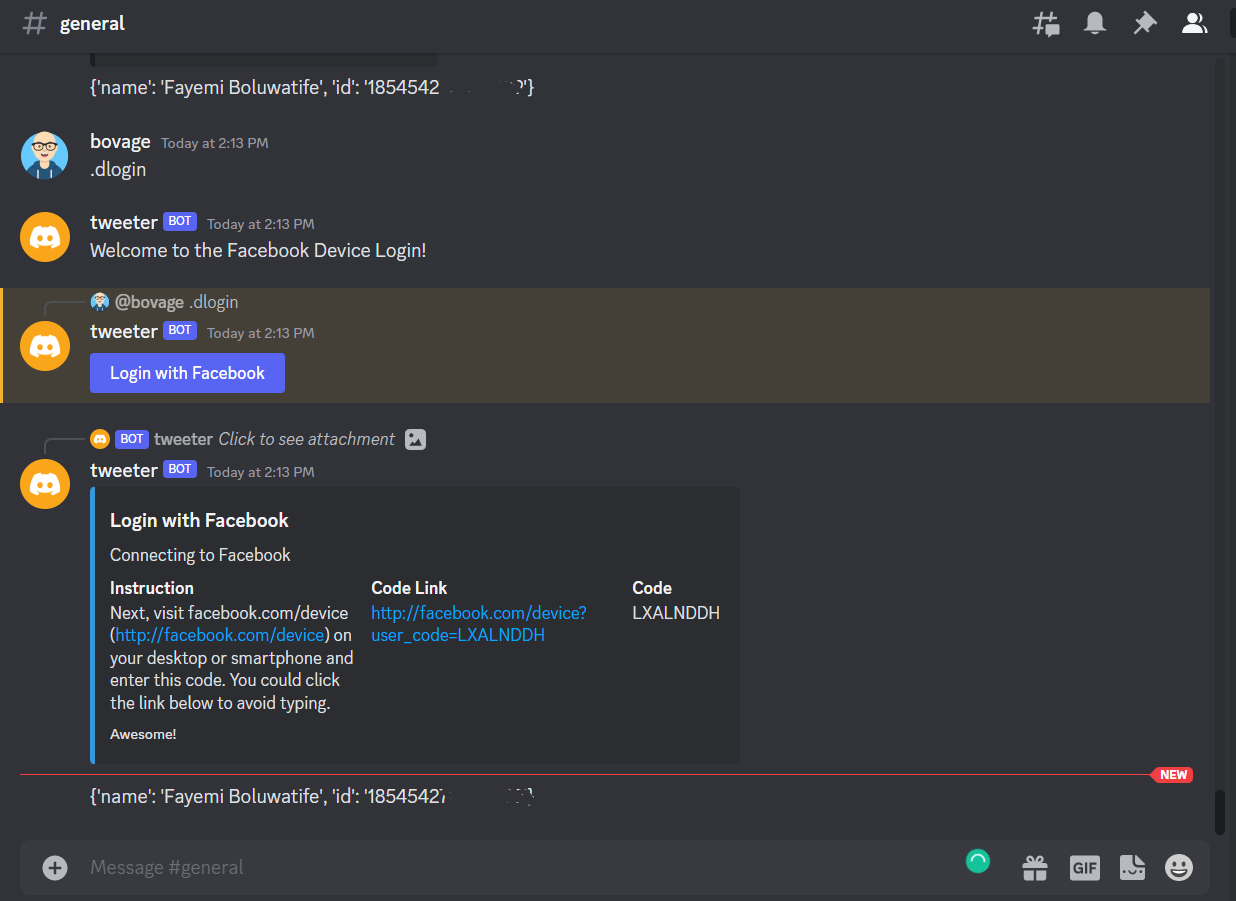 general
{'name': 'Fayemi Boluwatife', 'id': '1854542
bovage Today at 2:13 PM
.dlogin
tweeter BOT Today at 2:13 PM
Welcome to the Facebook Device Login!
@bovage .dlogin
tweeter BOT Today at 2:13 PM
Login with Facebook
BOT tweeter Click to see attachment
tweeter BOT Today at 2:13 PM
Login with Facebook
Connecting to Facebook
Instruction
Next, visit facebook.com/device
(http://facebook.com/device) on
your desktop or smartphone and
enter this code. You could click
the link below to avoid typing.
Code Link
http://facebook.com/device?
user_code=LXALNDDH
Code
LXALNDDH
Awesome!
NEW
{'name': 'Fayemi Boluwatife', 'id': '1854542
Message #general
GIF